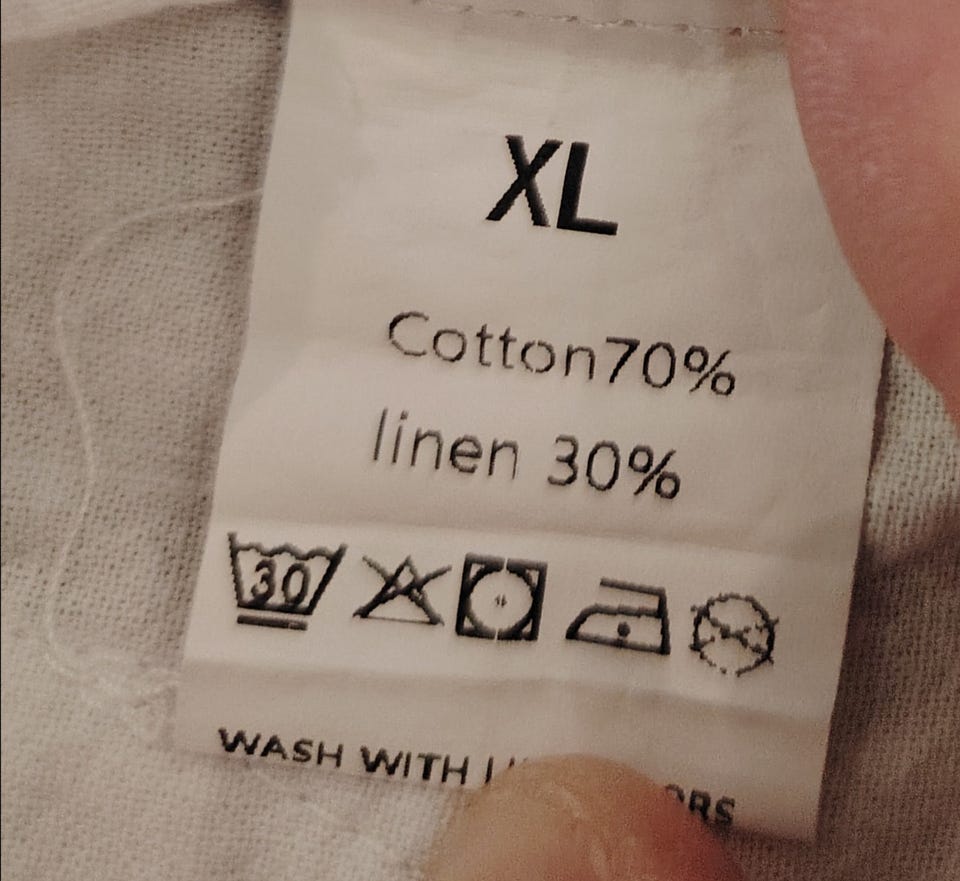 XL
Cotton70%
linen 30%
30
WASH WITH